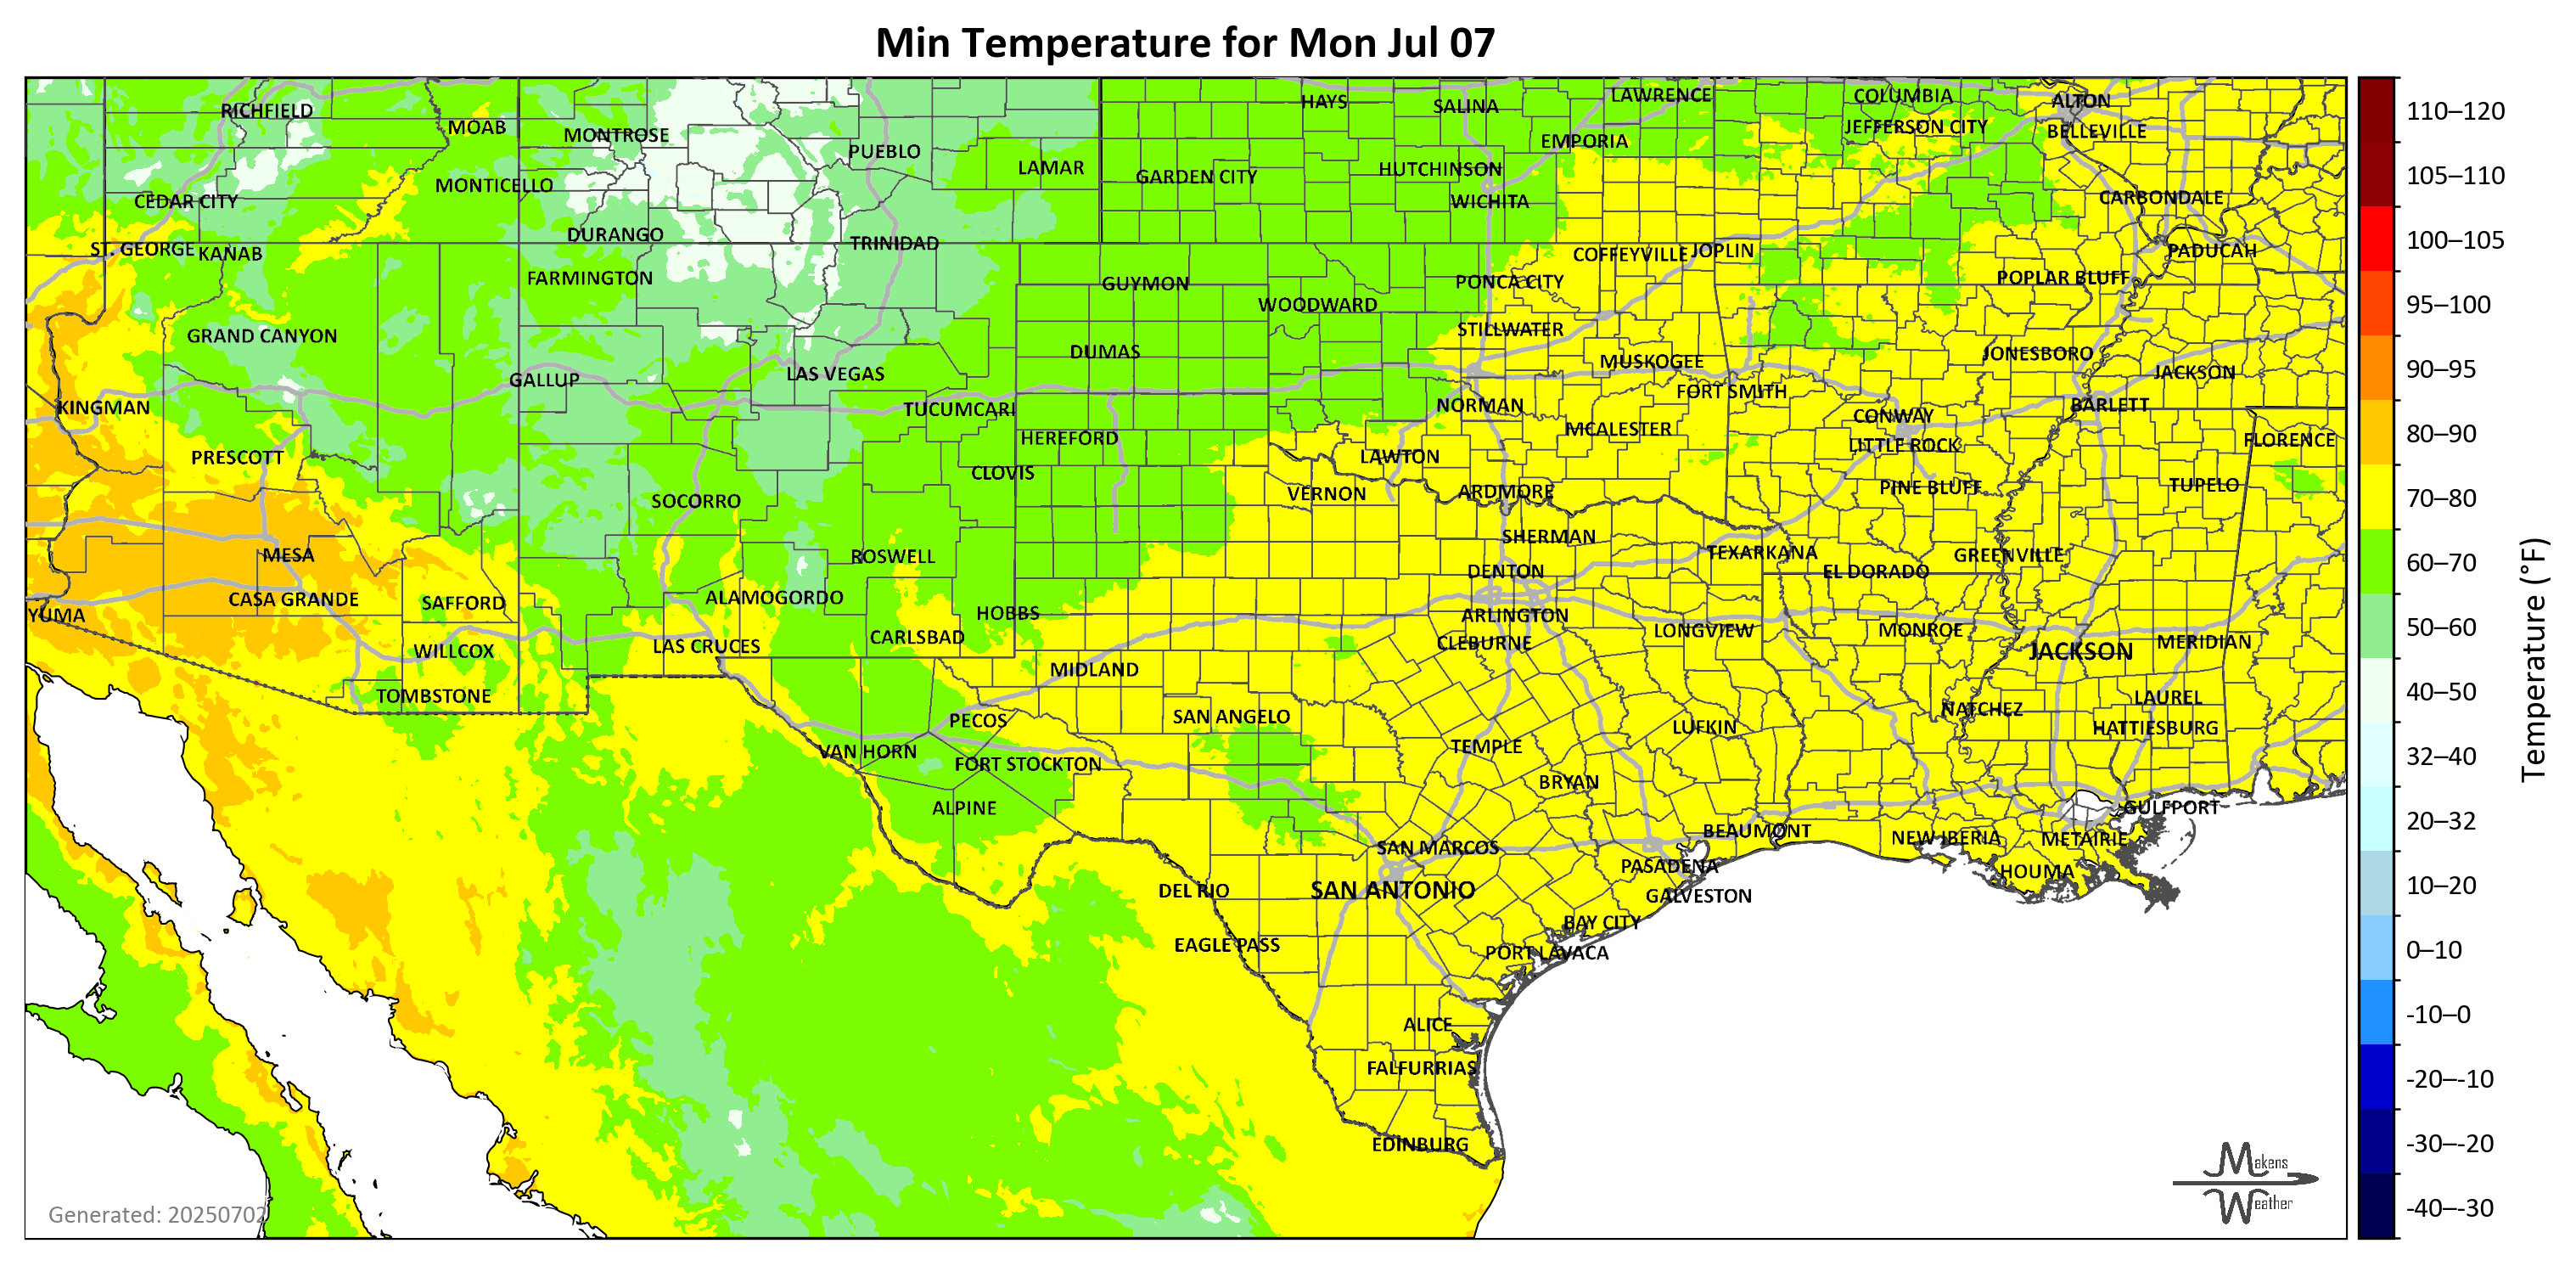 Min Temperature for Mon Jul 07
RICHFIELD
MOAB
MONTROSE
PUEBLO
LAMAR
HAYS
SALINA
LAWRENCE
COLUMBIA
ALTON
EMPORIA
JEFFERSON CITY
BELLEVILLE
CEDAR CITY
MONTICELLO
GARDEN CITY
HUTCHINSON
WICHITA
CARBONDALE
ST. GEORGE
KANAB
DURANGO
TRINIDAD
COFFEYVILLE
JOPLIN
PADUCAH
FARMINGTON
GUYMON
WOODWARD
PONCA CITY
POPLAR BLUFF
GRAND CANYON
DUMAS
STILLWATER
MUSKOGEE
JONESBORO
GALLUP
LAS VEGAS
FORT SMITH
JACKSON
KINGMAN
TUCUMCARI
NORMAN
CONWAY
BARLETT
HEREFORD
MCALESTER
LITTLE ROCK
FLORENCE
PRESCOTT
CLOVIS
LAWTON
SOCORRO
VERNON
ARDMORE
PINE BLUFF
TUPELO
MESA
ROSWELL
SHERMAN
TEXARKANA
GREENVILLE
DENTON
EL DORADO
CASA GRANDE
SAFFORD
ALAMOGORDO
HOBBS
ARLINGTON
YUMA
CARLSBAD
CLEBURNE
LONGVIEW
MONROE
MERIDIAN
WILLCOX
LAS CRUCES
JACKSON
MIDLAND
TOMBSTONE
LAUREL
PECOS
SAN ANGELO
NATCHEZ
LUFKIN
HATTIESBURG
VAN HORN
FORT STOCKTON
TEMPLE
BRYAN
ALPINE
GULFPORT
BEAUMONT
NEW IBERIA
METAIRIE
SAN MARCOS
PASADENA
HOUMA
DEL RIO
SAN ANTONIO
GALVESTON
BAY CITY
EAGLE PASS
PORT LAVACA
ALICE
FALFURRIAS
EDINBURG
Generated: 20250702
Makens
Weather
110–120
105–110
100–105
95–100
90–95
80–90
70–80
60–70
50–60
40–50
32–40
20–32
10–20
0–10
-10–0
-20–-10
-30–-20
-40–-30
Temperature (°F)